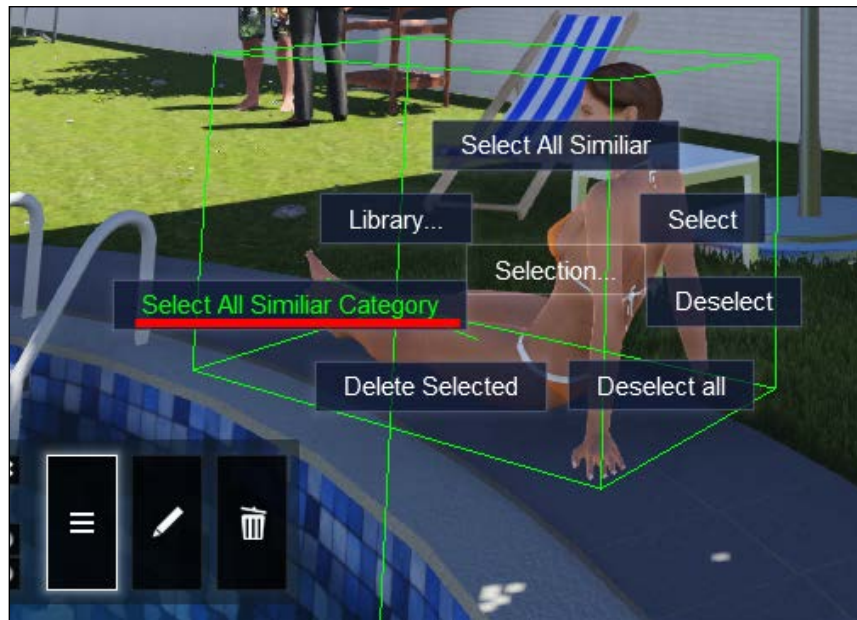 Select All Similiar
Library...
Select
Selection...
Select All Similiar Category
Deselect
Delete Selected
Deselect all